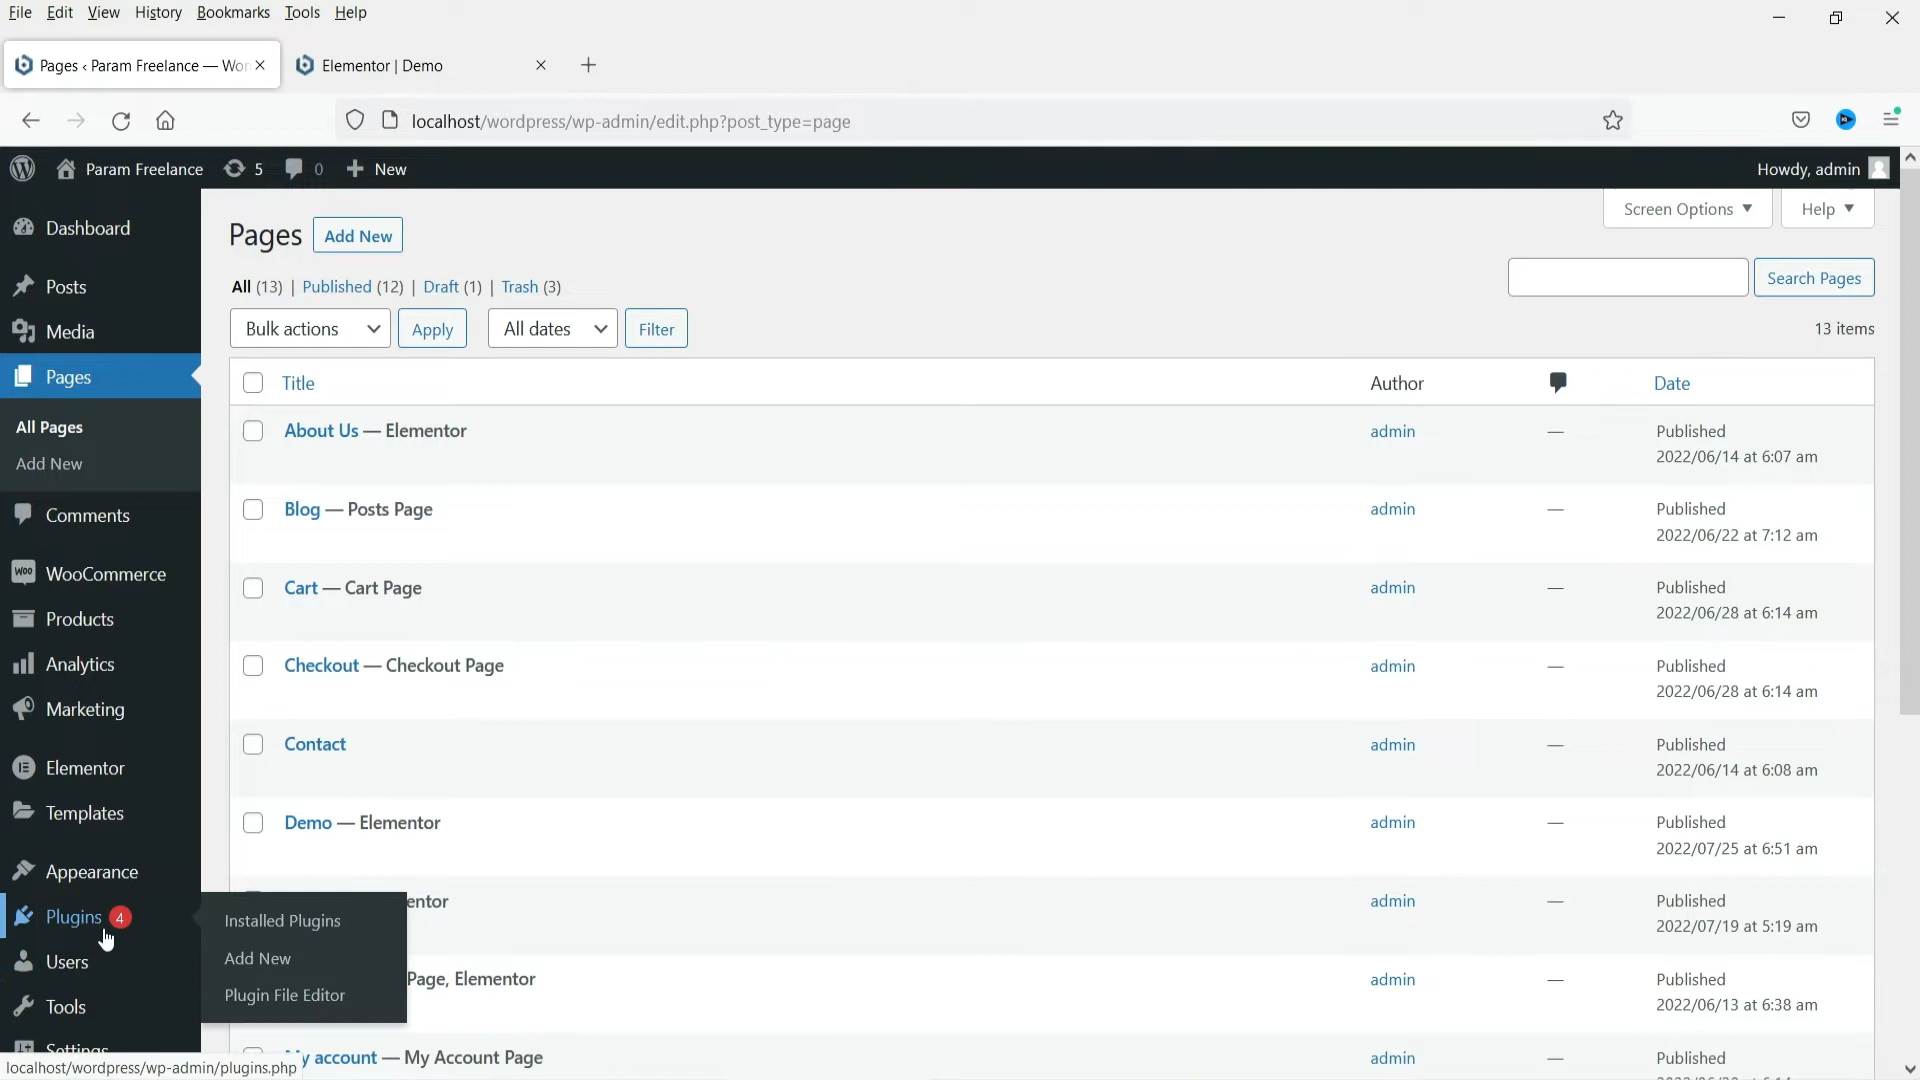 File Edit View History Bookmarks Tools Help
Pages ‹ Param Freelance — Wor
Elementor | Demo
localhost/wordpress/wp-admin/edit.php?post_type=page
Param Freelance 5 0 New
Howdy, admin
Screen Options Help
Dashboard
Posts
Media
Pages
All Pages
Add New
Comments
WooCommerce
Products
Analytics
Marketing
Elementor
Templates
Appearance
Plugins 4
Users
Tools
Settings
Installed Plugins
Add New
Plugin File Editor
localhost/wordpress/wp-admin/plugins.php
Pages Add New
All (13) | Published (12) | Draft (1) | Trash (3)
Search Pages
Bulk actions Apply All dates Filter
13 items
Title Author Date
About Us — Elementor admin — Published
2022/06/14 at 6:07 am
Blog — Posts Page admin — Published
2022/06/22 at 7:12 am
Cart — Cart Page admin — Published
2022/06/28 at 6:14 am
Checkout — Checkout Page admin — Published
2022/06/28 at 6:14 am
Contact admin — Published
2022/06/14 at 6:08 am
Demo — Elementor admin — Published
2022/07/25 at 6:51 am
entor admin — Published
2022/07/19 at 5:19 am
Page, Elementor admin — Published
2022/06/13 at 6:38 am
My account — My Account Page admin — Published